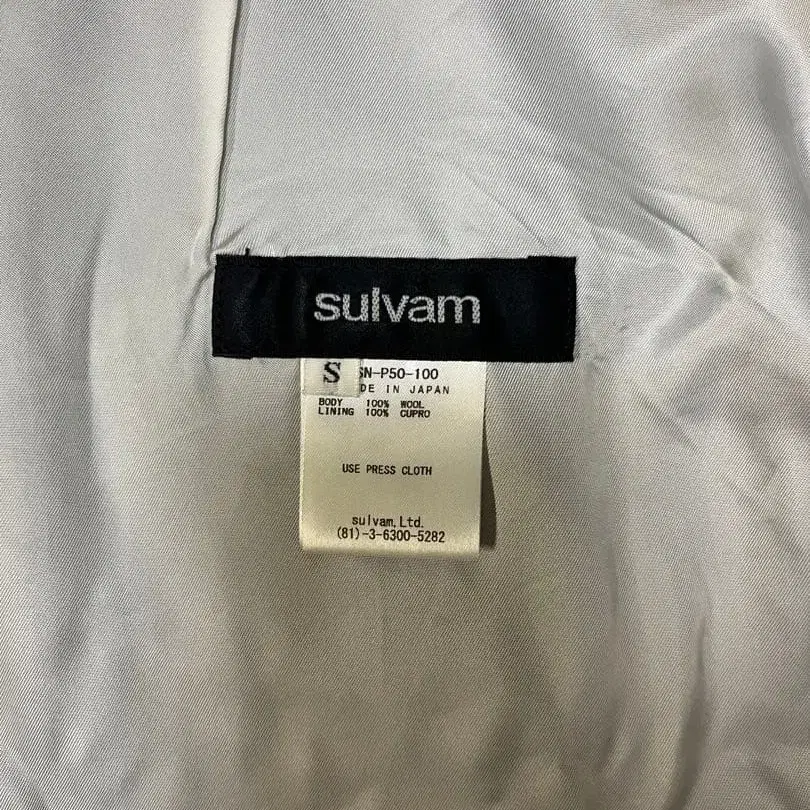 sulvam
S
N-P50-100
DE IN JAPAN
BODY 100% WOOL
LINING 100% CUPRO
USE PRESS CLOTH
sulvam,Ltd.
(81)-3-6300-5282